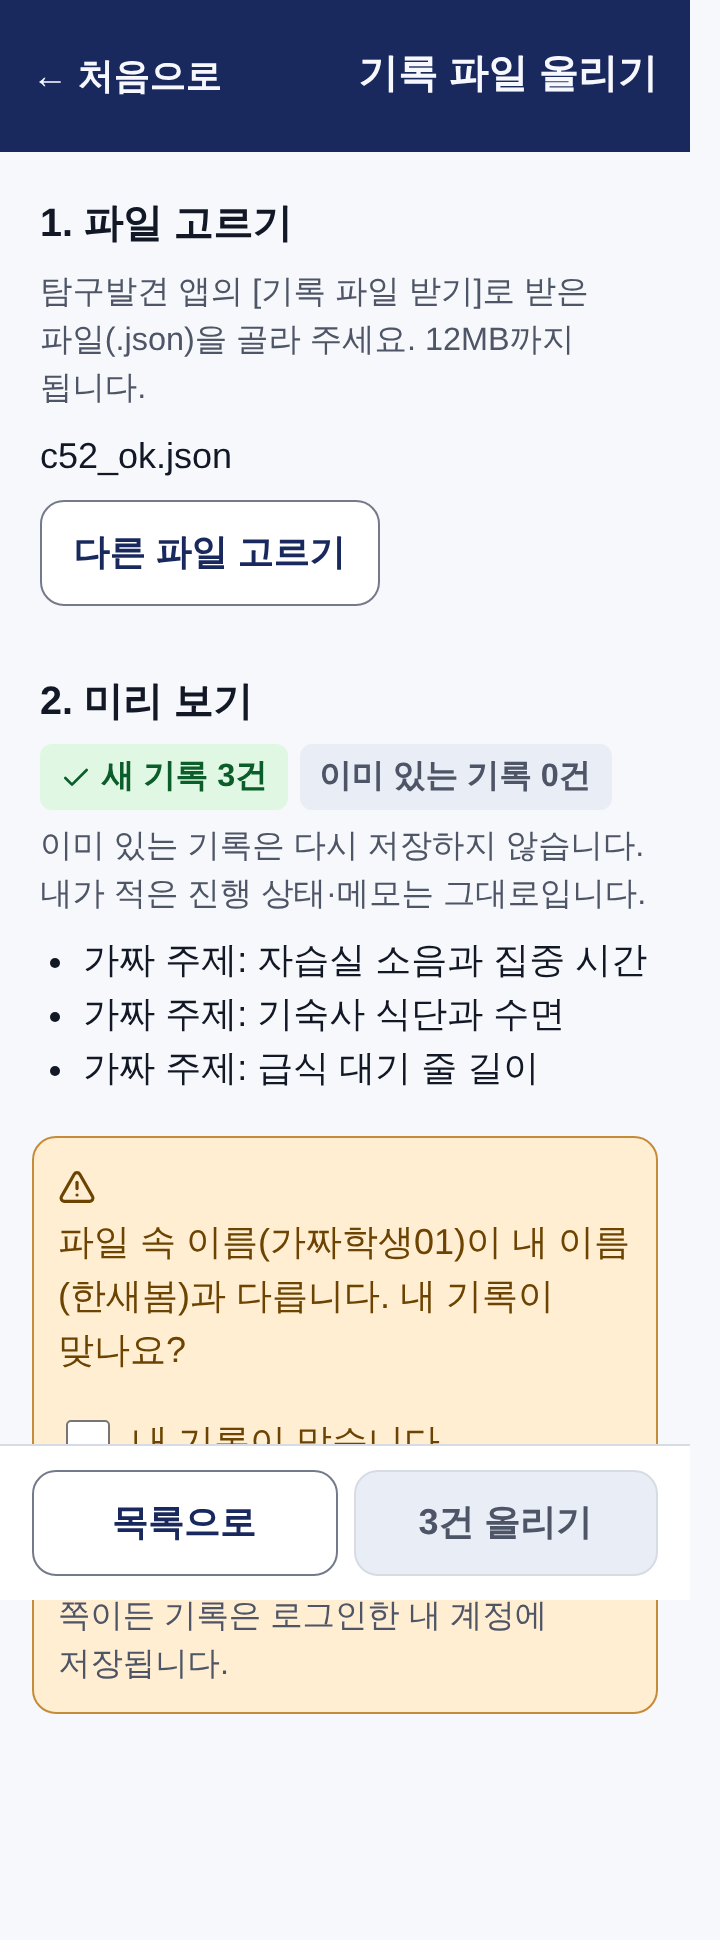 ← 처음으로
기록 파일 올리기
1. 파일 고르기
탐구발견 앱의 [기록 파일 받기]로 받은
파일(.json)을 골라 주세요. 12MB까지
됩니다.
c52_ok.json
다른 파일 고르기
2. 미리 보기
새 기록 3건
이미 있는 기록 0건
이미 있는 기록은 다시 저장하지 않습니다.
내가 적은 진행 상태·메모는 그대로입니다.
• 가짜 주제: 자습실 소음과 집중 시간
• 가짜 주제: 기숙사 식단과 수면
• 가짜 주제: 급식 대기 줄 길이
파일 속 이름(가짜학생01)이 내 이름
(한새봄)과 다릅니다. 내 기록이
맞나요?
내 기록이 맞습니다
목록으로
3건 올리기
쪽이든 기록은 로그인한 내 계정에
저장됩니다.